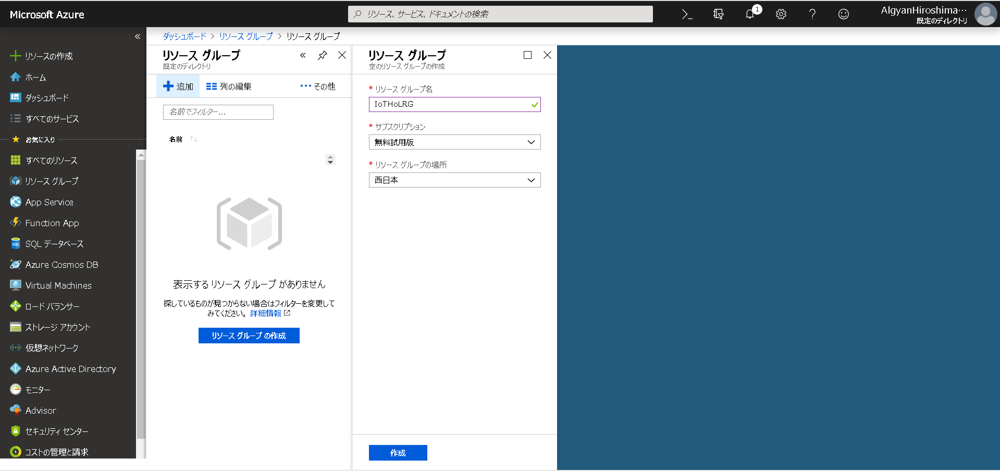 Microsoft Azure
リソース、サービス、ドキュメントの検索
1
AlgyanHiroshima…
既定のディレクトリ
リソースの作成
ホーム
ダッシュボード
すべてのサービス
お気に入り
すべてのリソース
リソース グループ
App Service
Function App
SQL データベース
Azure Cosmos DB
Virtual Machines
ロード バランサー
ストレージ アカウント
仮想ネットワーク
Azure Active Directory
モニター
Advisor
セキュリティ センター
コストの管理と請求
ダッシュボード > リソース グループ > リソース グループ
リソース グループ
既定のディレクトリ
追加
列の編集
その他
名前でフィルター...
名前
表示する リソース グループ がありません
探しているものが見つからない場合はフィルターを変更して
みてください。 詳細情報
リソース グループ の作成
リソース グループ
空のリソース グループの作成
* リソース グループ名
IoTHoLRG
* サブスクリプション
無料試用版
* リソース グループの場所
西日本
作成